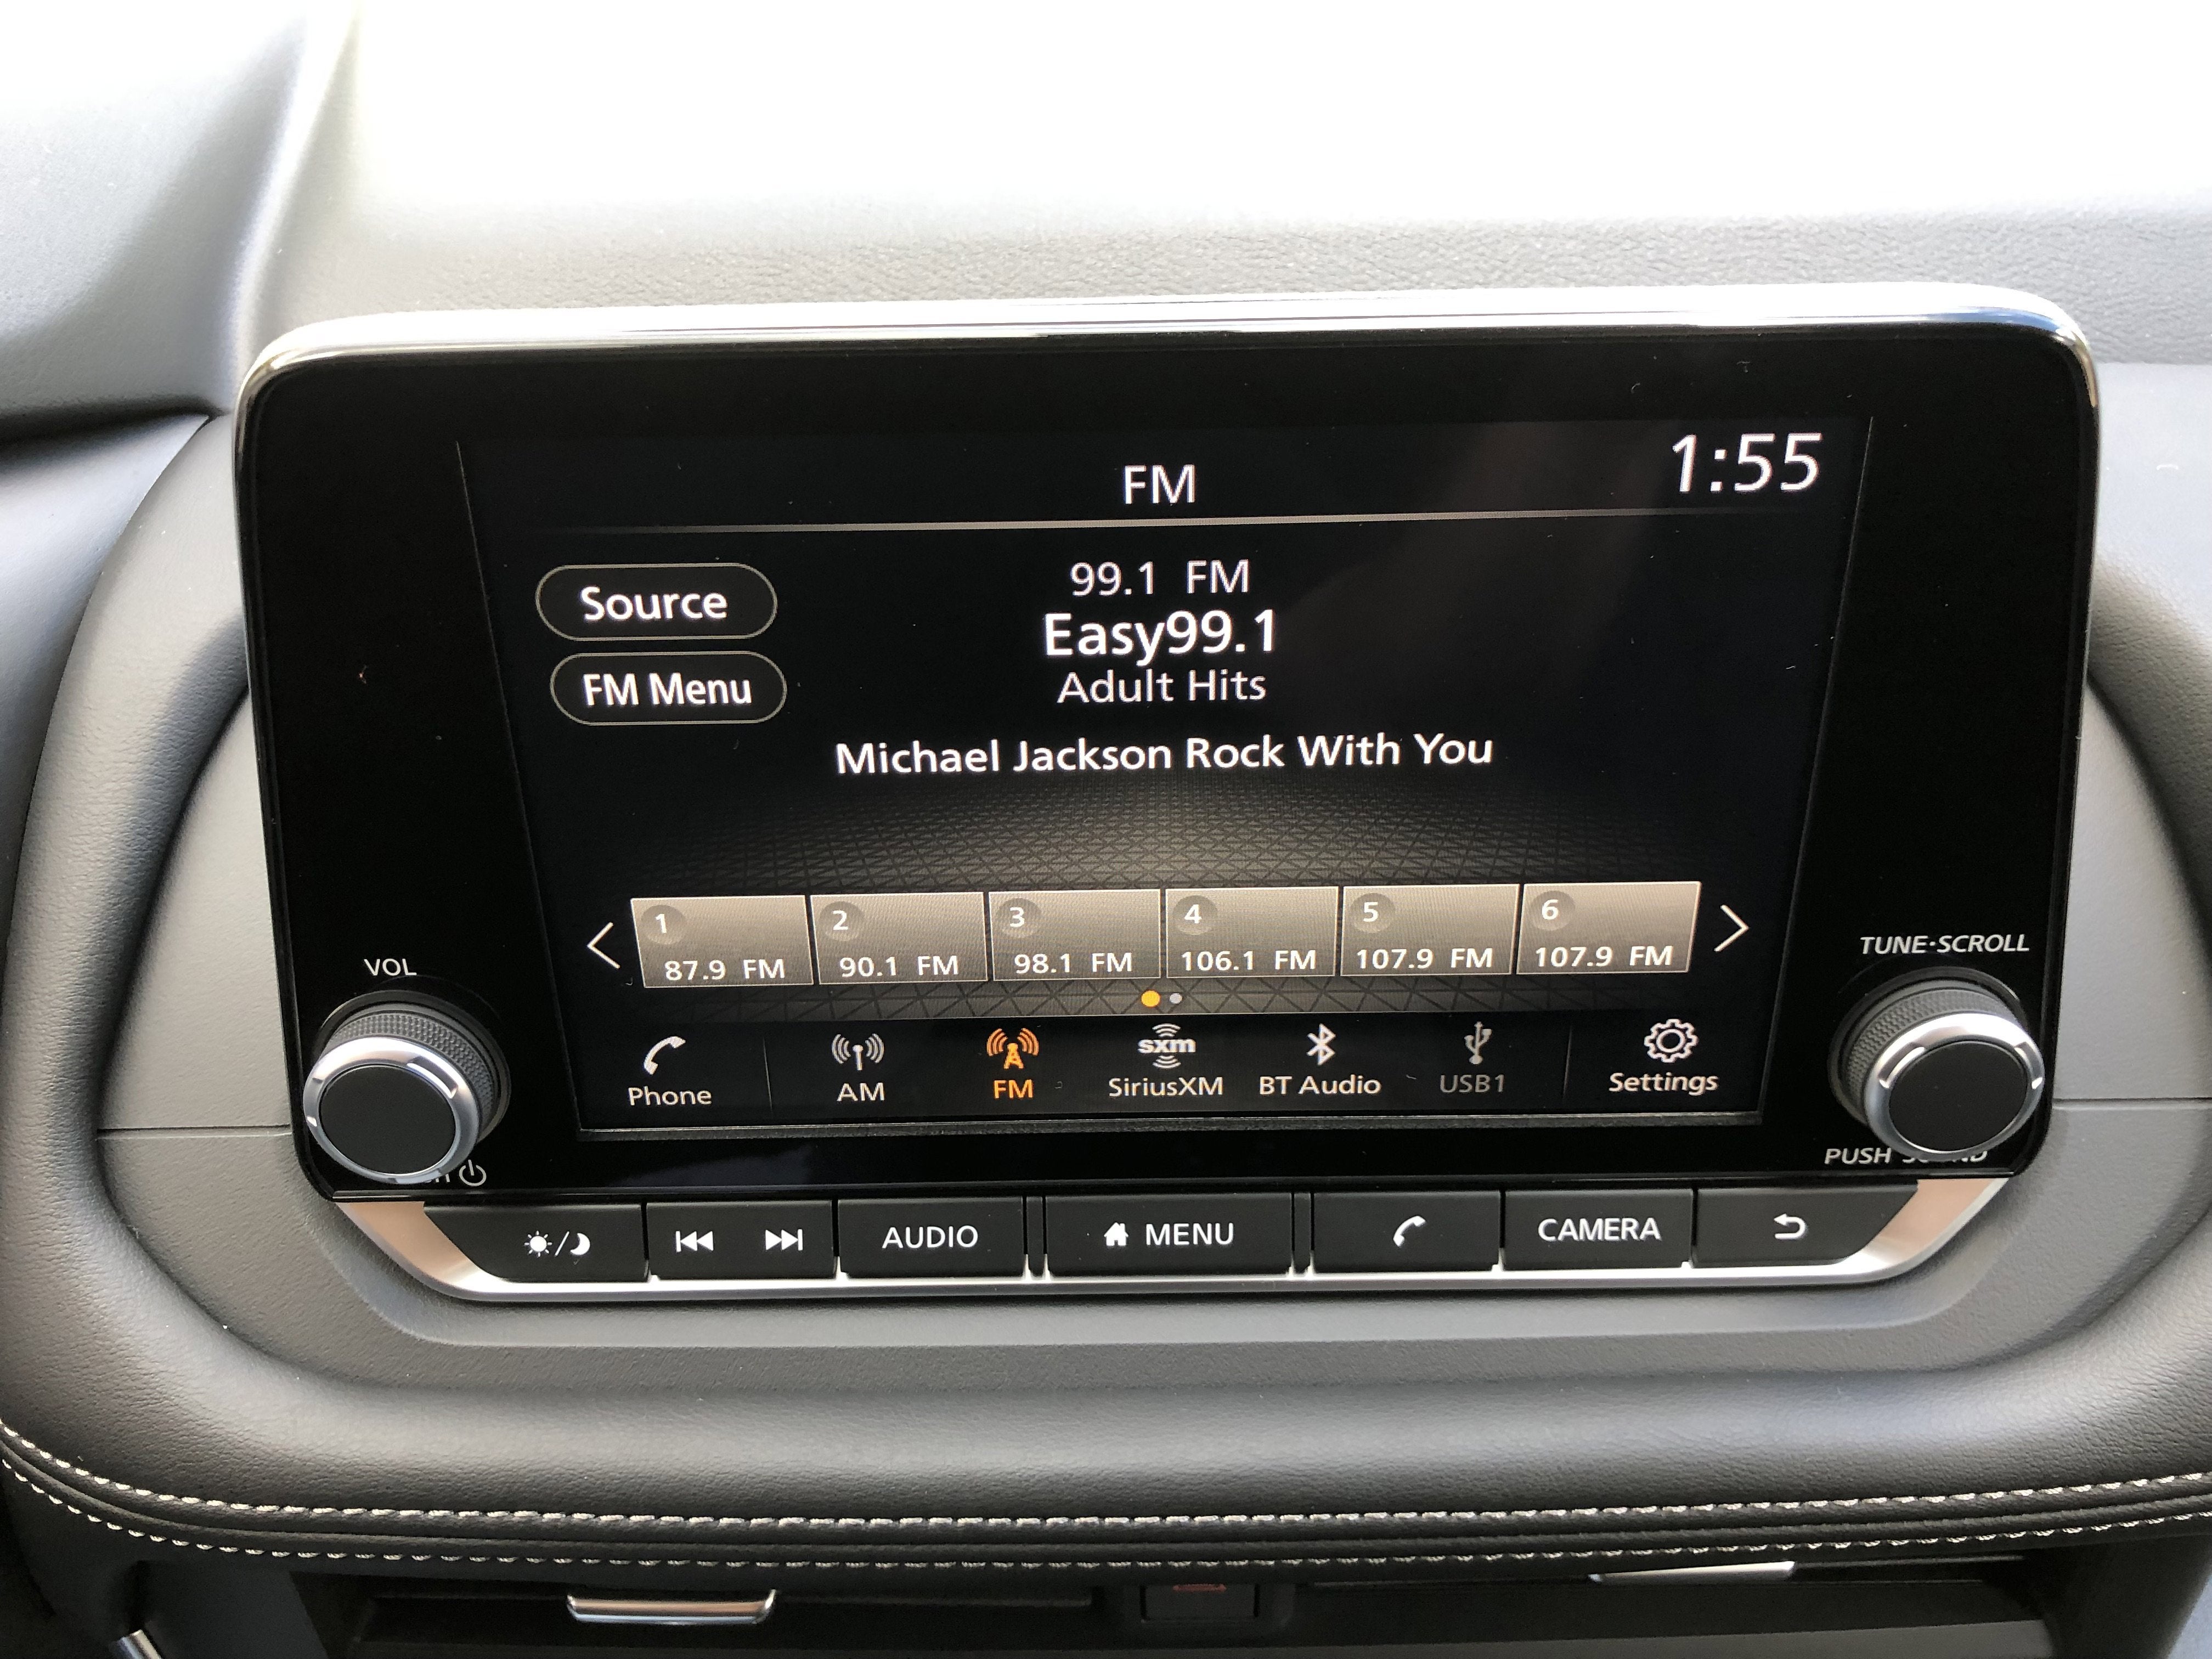 FM
1:55
Source
FM Menu
99.1 FM
Easy99.1
Adult Hits
Michael Jackson Rock With You
1
87.9 FM
2
90.1 FM
3
98.1 FM
4
106.1 FM
5
107.9 FM
6
107.9 FM
VOL
TUNE·SCROLL
Phone
AM
FM
sxm
SiriusXM
BT Audio
USB1
Settings
PUSH
AUDIO
MENU
CAMERA